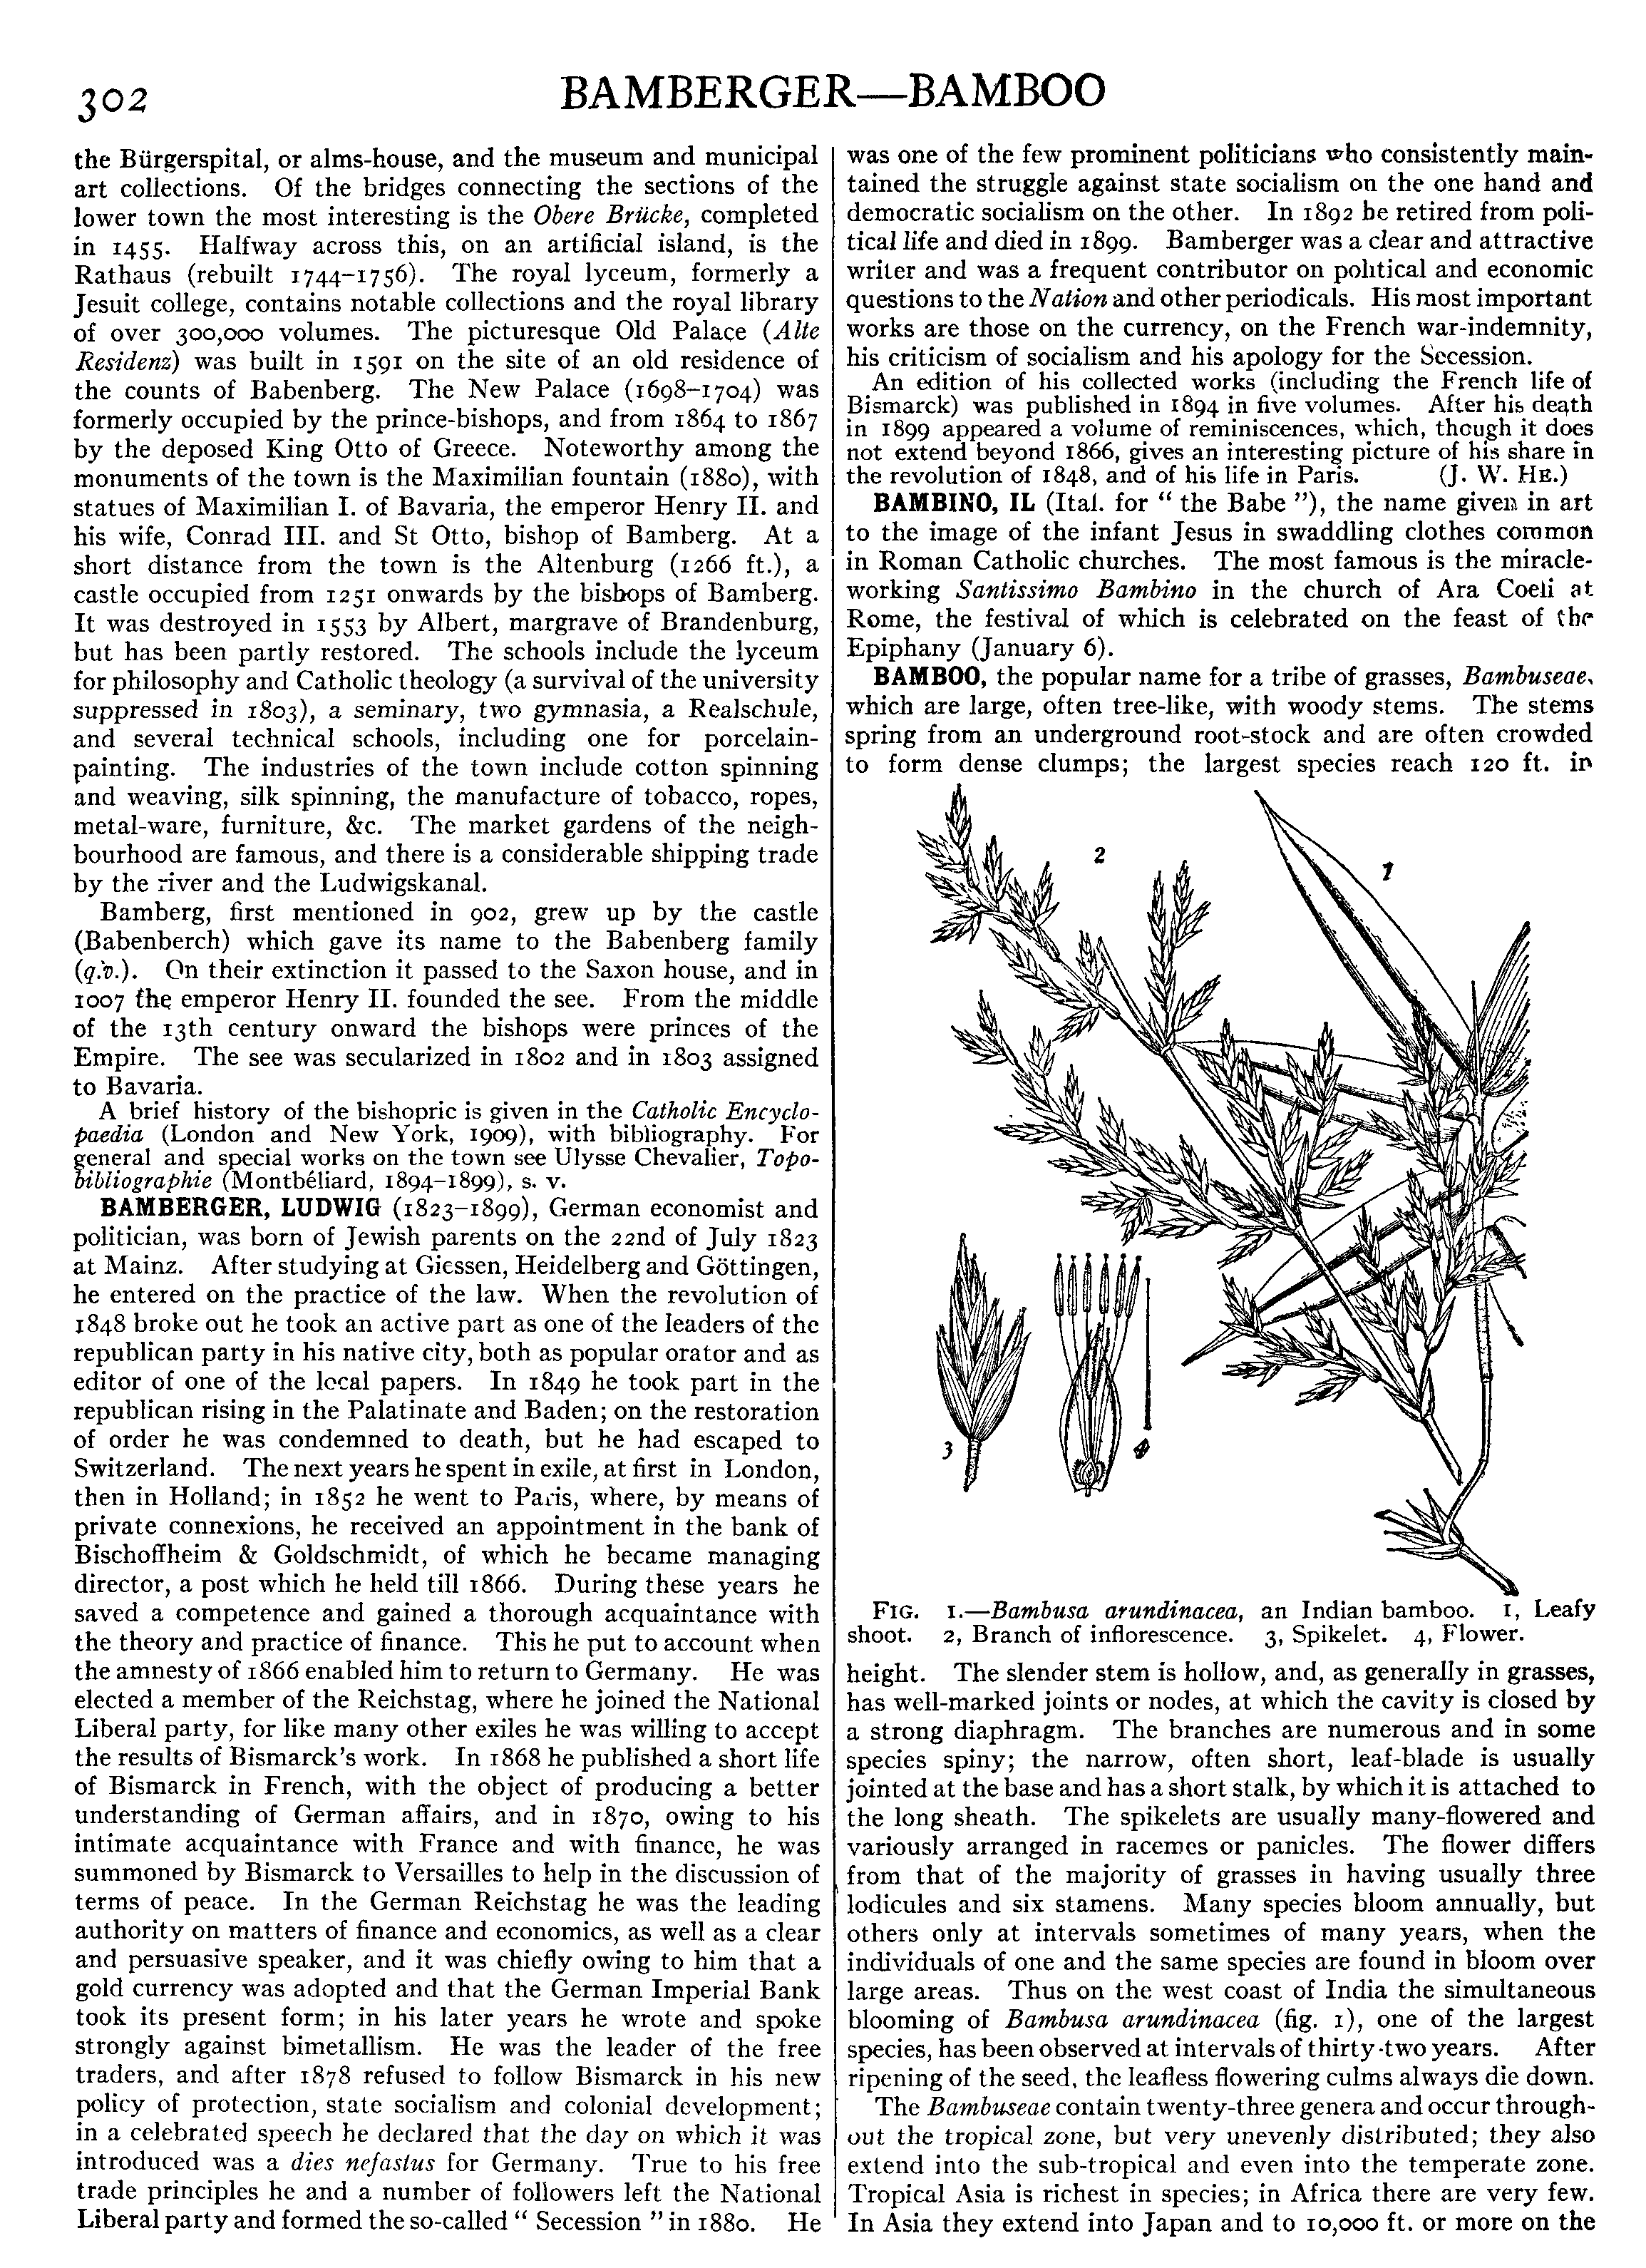 302
BAMBERGER—BAMBOO
the Bürgerspital, or alms-house, and the museum and municipal
art collections. Of the bridges connecting the sections of the
lower town the most interesting is the Obere Brücke, completed
in 1455. Halfway across this, on an artificial island, is the
Rathaus (rebuilt 1744–1756). The royal lyceum, formerly a
Jesuit college, contains notable collections and the royal library
of over 300,000 volumes. The picturesque Old Palace (Alte
Residenz) was built in 1591 on the site of an old residence of
the counts of Babenberg. The New Palace (1698–1704) was
formerly occupied by the prince-bishops, and from 1864 to 1867
by the deposed King Otto of Greece. Noteworthy among the
monuments of the town is the Maximilian fountain (1880), with
statues of Maximilian I. of Bavaria, the emperor Henry II. and
his wife, Conrad III. and St Otto, bishop of Bamberg. At a
short distance from the town is the Altenburg (1266 ft.), a
castle occupied from 1251 onwards by the bishops of Bamberg.
It was destroyed in 1553 by Albert, margrave of Brandenburg,
but has been partly restored. The schools include the lyceum
for philosophy and Catholic theology (a survival of the university
suppressed in 1803), a seminary, two gymnasia, a Realschule,
and several technical schools, including one for porcelain-
painting. The industries of the town include cotton spinning
and weaving, silk spinning, the manufacture of tobacco, ropes,
metal-ware, furniture, &c. The market gardens of the neigh-
bourhood are famous, and there is a considerable shipping trade
by the river and the Ludwigskanal.
Bamberg, first mentioned in 902, grew up by the castle
(Babenberch) which gave its name to the Babenberg family
(q.v.). On their extinction it passed to the Saxon house, and in
1007 the emperor Henry II. founded the see. From the middle
of the 13th century onward the bishops were princes of the
Empire. The see was secularized in 1802 and in 1803 assigned
to Bavaria.
A brief history of the bishopric is given in the Catholic Encyclo-
paedia (London and New York, 1909), with bibliography. For
general and special works on the town see Ulysse Chevalier, Topo-
bibliographie (Montbéliard, 1894–1899), s. v.
BAMBERGER, LUDWIG (1823–1899), German economist and
politician, was born of Jewish parents on the 22nd of July 1823
at Mainz. After studying at Giessen, Heidelberg and Göttingen,
he entered on the practice of the law. When the revolution of
1848 broke out he took an active part as one of the leaders of the
republican party in his native city, both as popular orator and as
editor of one of the local papers. In 1849 he took part in the
republican rising in the Palatinate and Baden; on the restoration
of order he was condemned to death, but he had escaped to
Switzerland. The next years he spent in exile, at first in London,
then in Holland; in 1852 he went to Paris, where, by means of
private connexions, he received an appointment in the bank of
Bischoffheim & Goldschmidt, of which he became managing
director, a post which he held till 1866. During these years he
saved a competence and gained a thorough acquaintance with
the theory and practice of finance. This he put to account when
the amnesty of 1866 enabled him to return to Germany. He was
elected a member of the Reichstag, where he joined the National
Liberal party, for like many other exiles he was willing to accept
the results of Bismarck's work. In 1868 he published a short life
of Bismarck in French, with the object of producing a better
understanding of German affairs, and in 1870, owing to his
intimate acquaintance with France and with finance, he was
summoned by Bismarck to Versailles to help in the discussion of
terms of peace. In the German Reichstag he was the leading
authority on matters of finance and economics, as well as a clear
and persuasive speaker, and it was chiefly owing to him that a
gold currency was adopted and that the German Imperial Bank
took its present form; in his later years he wrote and spoke
strongly against bimetallism. He was the leader of the free
traders, and after 1878 refused to follow Bismarck in his new
policy of protection, state socialism and colonial development;
in a celebrated speech he declared that the day on which it was
introduced was a dies nefastus for Germany. True to his free
trade principles he and a number of followers left the National
Liberal party and formed the so-called “ Secession ” in 1880. He
was one of the few prominent politicians who consistently main-
tained the struggle against state socialism on the one hand and
democratic socialism on the other. In 1892 he retired from poli-
tical life and died in 1899. Bamberger was a clear and attractive
writer and was a frequent contributor on political and economic
questions to the Nation and other periodicals. His most important
works are those on the currency, on the French war-indemnity,
his criticism of socialism and his apology for the Secession.
An edition of his collected works (including the French life of
Bismarck) was published in 1894 in five volumes. After his death
in 1899 appeared a volume of reminiscences, which, though it does
not extend beyond 1866, gives an interesting picture of his share in
the revolution of 1848, and of his life in Paris. (J. W. HE.)
BAMBINO, IL (Ital. for “ the Babe ”), the name given in art
to the image of the infant Jesus in swaddling clothes common
in Roman Catholic churches. The most famous is the miracle-
working Santissimo Bambino in the church of Ara Coeli at
Rome, the festival of which is celebrated on the feast of the
Epiphany (January 6).
BAMBOO, the popular name for a tribe of grasses, Bambuseae,
which are large, often tree-like, with woody stems. The stems
spring from an underground root-stock and are often crowded
to form dense clumps; the largest species reach 120 ft. in
2
1
3
4
FIG. 1.—Bambusa arundinacea, an Indian bamboo. 1, Leafy
shoot. 2, Branch of inflorescence. 3, Spikelet. 4, Flower.
height. The slender stem is hollow, and, as generally in grasses,
has well-marked joints or nodes, at which the cavity is closed by
a strong diaphragm. The branches are numerous and in some
species spiny; the narrow, often short, leaf-blade is usually
jointed at the base and has a short stalk, by which it is attached to
the long sheath. The spikelets are usually many-flowered and
variously arranged in racemes or panicles. The flower differs
from that of the majority of grasses in having usually three
lodicules and six stamens. Many species bloom annually, but
others only at intervals sometimes of many years, when the
individuals of one and the same species are found in bloom over
large areas. Thus on the west coast of India the simultaneous
blooming of Bambusa arundinacea (fig. 1), one of the largest
species, has been observed at intervals of thirty-two years. After
ripening of the seed, the leafless flowering culms always die down.
The Bambuseae contain twenty-three genera and occur through-
out the tropical zone, but very unevenly distributed; they also
extend into the sub-tropical and even into the temperate zone.
Tropical Asia is richest in species; in Africa there are very few.
In Asia they extend into Japan and to 10,000 ft. or more on the